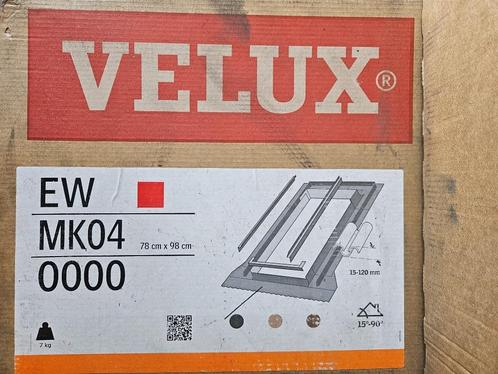 VELUX®
EW
MK04 78 cm x 98 cm
0000
15-120 mm
7 kg
15°-90°